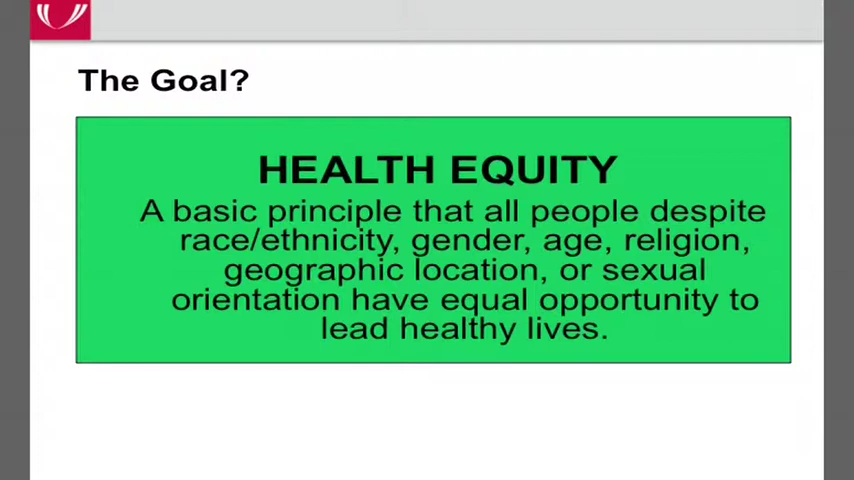 The Goal?
HEALTH EQUITY
A basic principle that all people despite
race/ethnicity, gender, age, religion,
geographic location, or sexual
orientation have equal opportunity to
lead healthy lives.